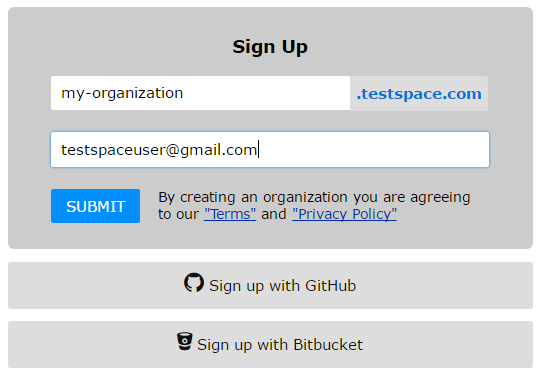 Sign Up
my-organization .testspace.com
testspaceuser@gmail.com
SUBMIT
By creating an organization you are agreeing
to our "Terms" and "Privacy Policy"
Sign up with GitHub
Sign up with Bitbucket